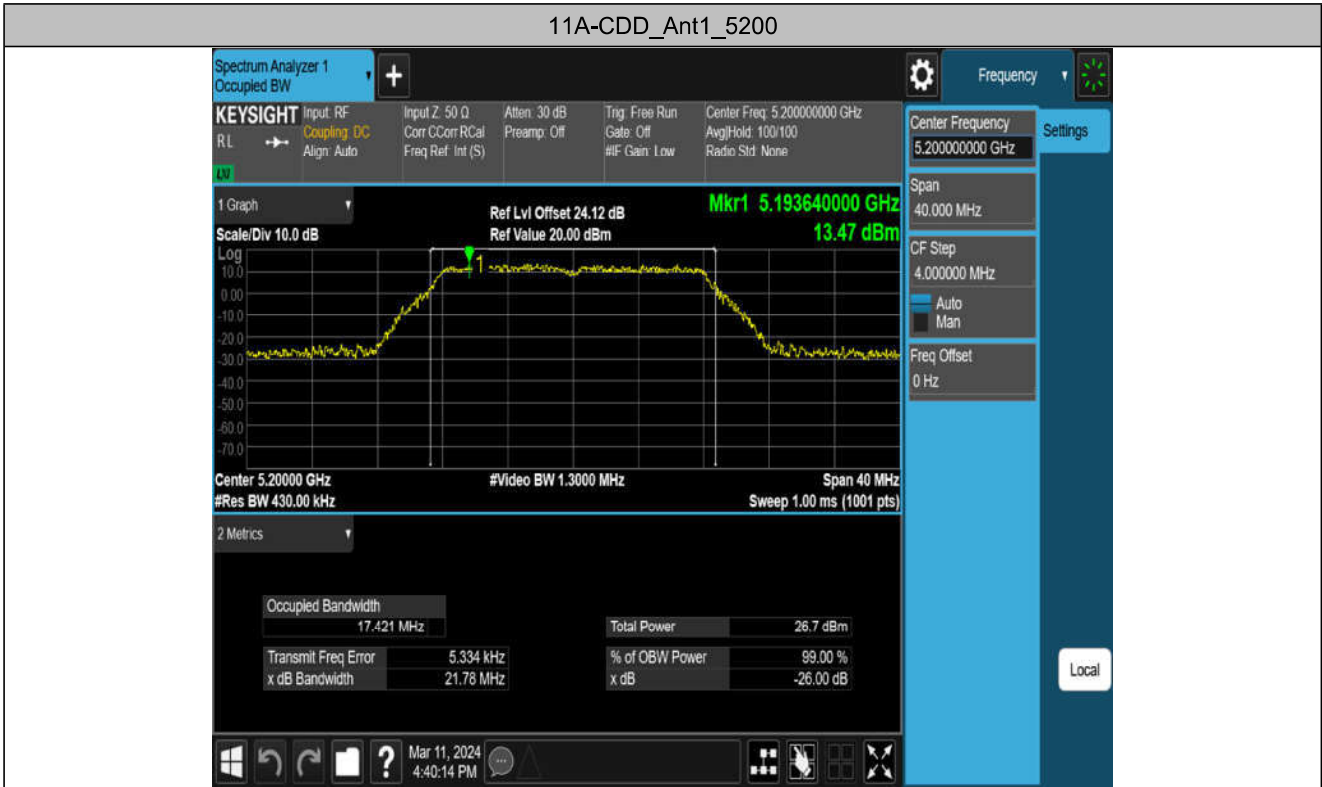 11A-CDD_Ant1_5200
Spectrum Analyzer 1
Occupied BW
+
Frequency
KEYSIGHT
RL
Input: RF
Coupling: DC
Align: Auto
Input Z: 50 Ω
Corr CCorr RCal
Freq Ref: Int (S)
Atten: 30 dB
Preamp: Off
Trig: Free Run
Gate: Off
#IF Gain: Low
Center Freq: 5.200000000 GHz
Avg|Hold: 100/100
Radio Std: None
Center Frequency
5.200000000 GHz
Settings
Span
40.000 MHz
CF Step
4.000000 MHz
Auto
Man
Freq Offset
0 Hz
Local
1 Graph
Scale/Div 10.0 dB
Ref Lvl Offset 24.12 dB
Ref Value 20.00 dBm
Mkr1 5.193640000 GHz
13.47 dBm
Log
10.0
0.00
-10.0
-20.0
-30.0
-40.0
-50.0
-60.0
-70.0
1
Center 5.20000 GHz
#Res BW 430.00 kHz
#Video BW 1.3000 MHz
Span 40 MHz
Sweep 1.00 ms (1001 pts)
2 Metrics
Occupied Bandwidth
17.421 MHz
Total Power 26.7 dBm
Transmit Freq Error 5.334 kHz
% of OBW Power 99.00 %
x dB Bandwidth 21.78 MHz
x dB -26.00 dB
?
Mar 11, 2024
4:40:14 PM